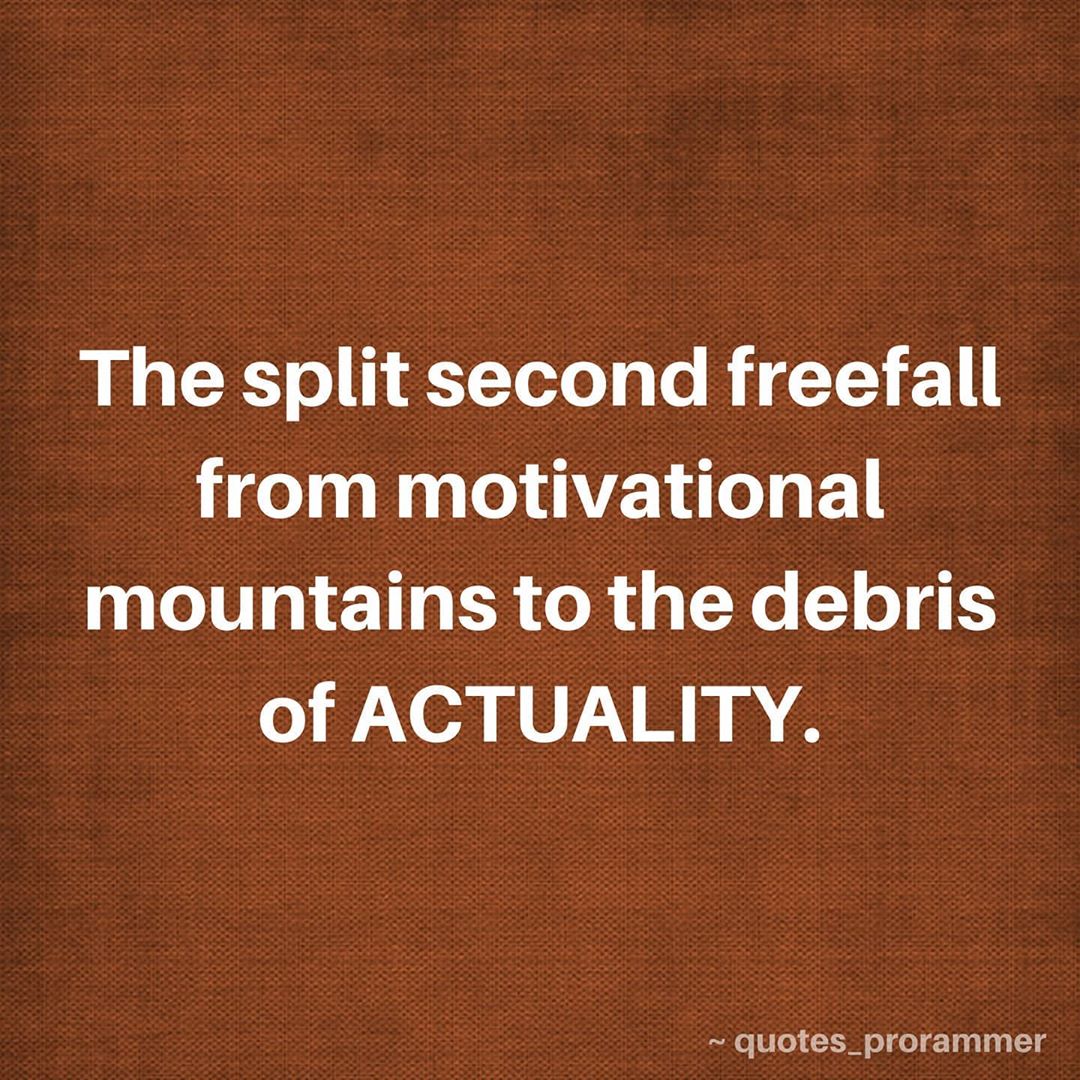 The split second freefall
from motivational
mountains to the debris
of ACTUALITY.
~ quotes_prorammer